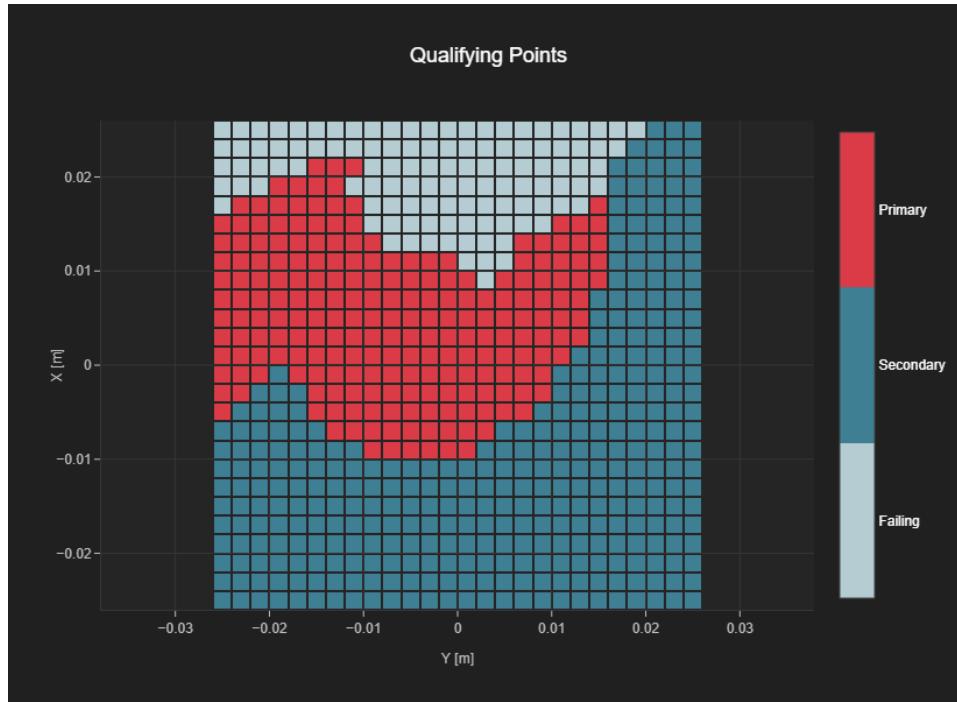 Qualifying Points
X [m]
0.02
0.01
0
−0.01
−0.02
−0.03
−0.02
−0.01
0
0.01
0.02
0.03
Y [m]
Primary
Secondary
Failing